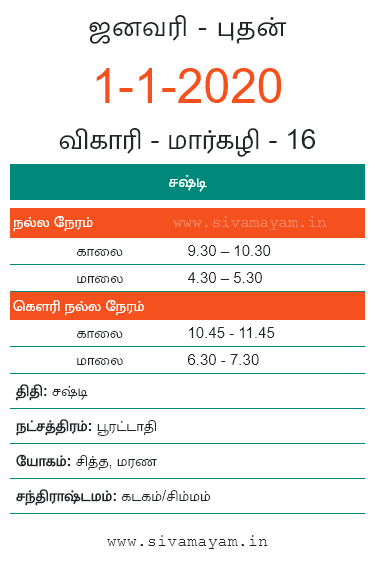 ஜனவரி - புதன்
1-1-2020
விகாரி - மார்கழி - 16
சஷ்டி
நல்ல நேரம் www.sivamayam.in
காலை 9.30 – 10.30
மாலை 4.30 – 5.30
கௌரி நல்ல நேரம்
காலை 10.45 - 11.45
மாலை 6.30 - 7.30
திதி: சஷ்டி
நட்சத்திரம்: பூரட்டாதி
யோகம்: சித்த, மரண
சந்திராஷ்டமம்: கடகம்/சிம்மம்
www.sivamayam.in